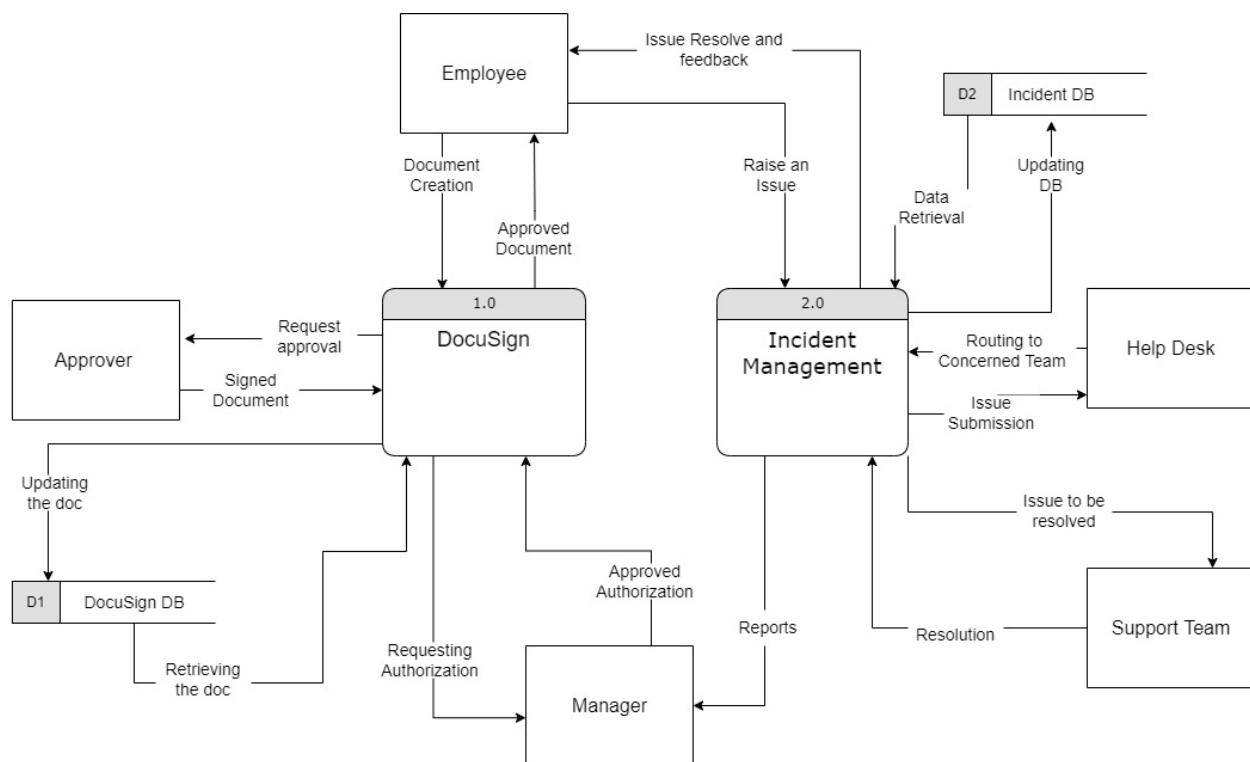 Employee
Issue Resolve and
feedback
D2
Incident DB
Document
Creation
Raise an
Issue
Updating
DB
Data
Retrieval
Approved
Document
1.0
DocuSign
2.0
Incident
Management
Approver
Request
approval
Signed
Document
Routing to
Concerned Team
Help Desk
Issue
Submission
Updating
the doc
Issue to be
resolved
D1
DocuSign DB
Approved
Authorization
Reports
Resolution
Support Team
Retrieving
the doc
Requesting
Authorization
Manager